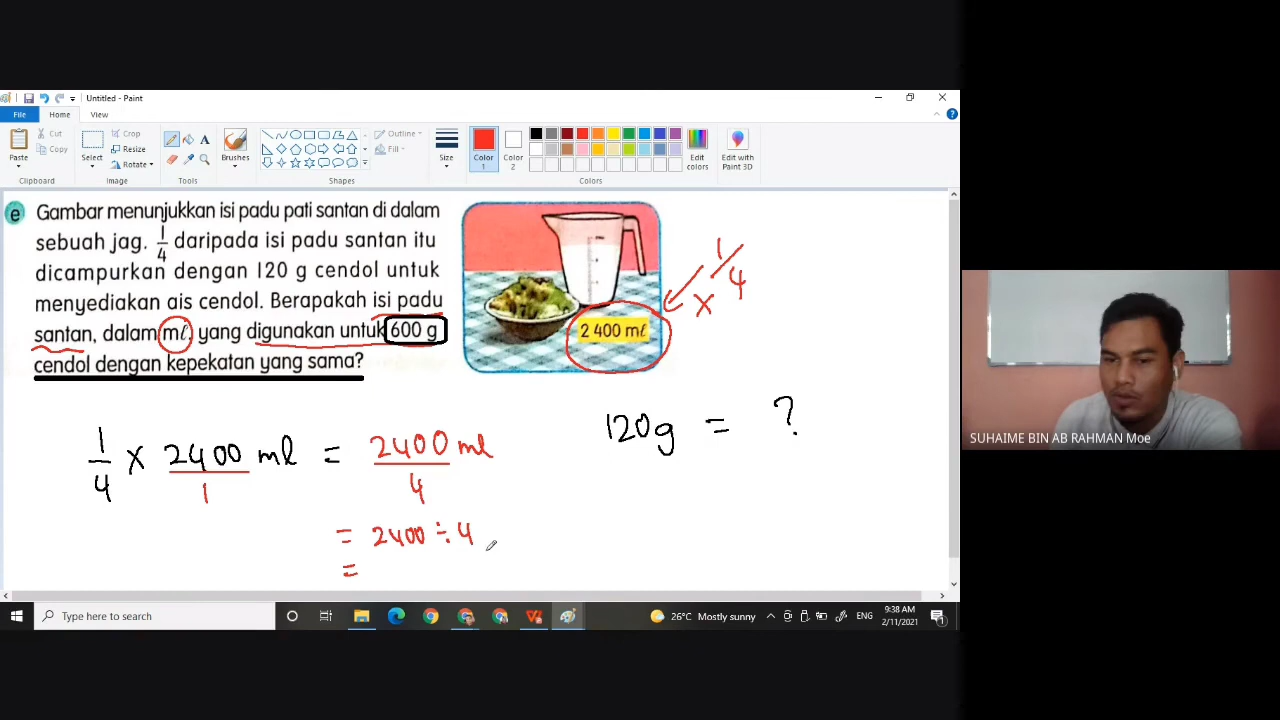 Untitled - Paint
File Home View
Paste
Cut
Copy
Clipboard
Select
Crop
Resize
Rotate
Image
Tools
Brushes
Shapes
Outline
Fill
Size
Color 1
Color 2
Colors
Edit colors
Edit with Paint 3D
e Gambar menunjukkan isi padu pati santan di dalam
sebuah jag. 1/4 daripada isi padu santan itu
dicampurkan dengan 120 g cendol untuk
menyediakan ais cendol. Berapakah isi padu
santan, dalam mℓ, yang digunakan untuk 600 g
cendol dengan kepekatan yang sama?
2 400 mℓ
x 1/4
120g = ?
1/4 x 2400 ml/1 = 2400 ml/4
= 2400 ÷ 4
=
SUHAIME BIN AB RAHMAN Moe
Type here to search
26°C Mostly sunny
ENG
9:38 AM
2/11/2021
1